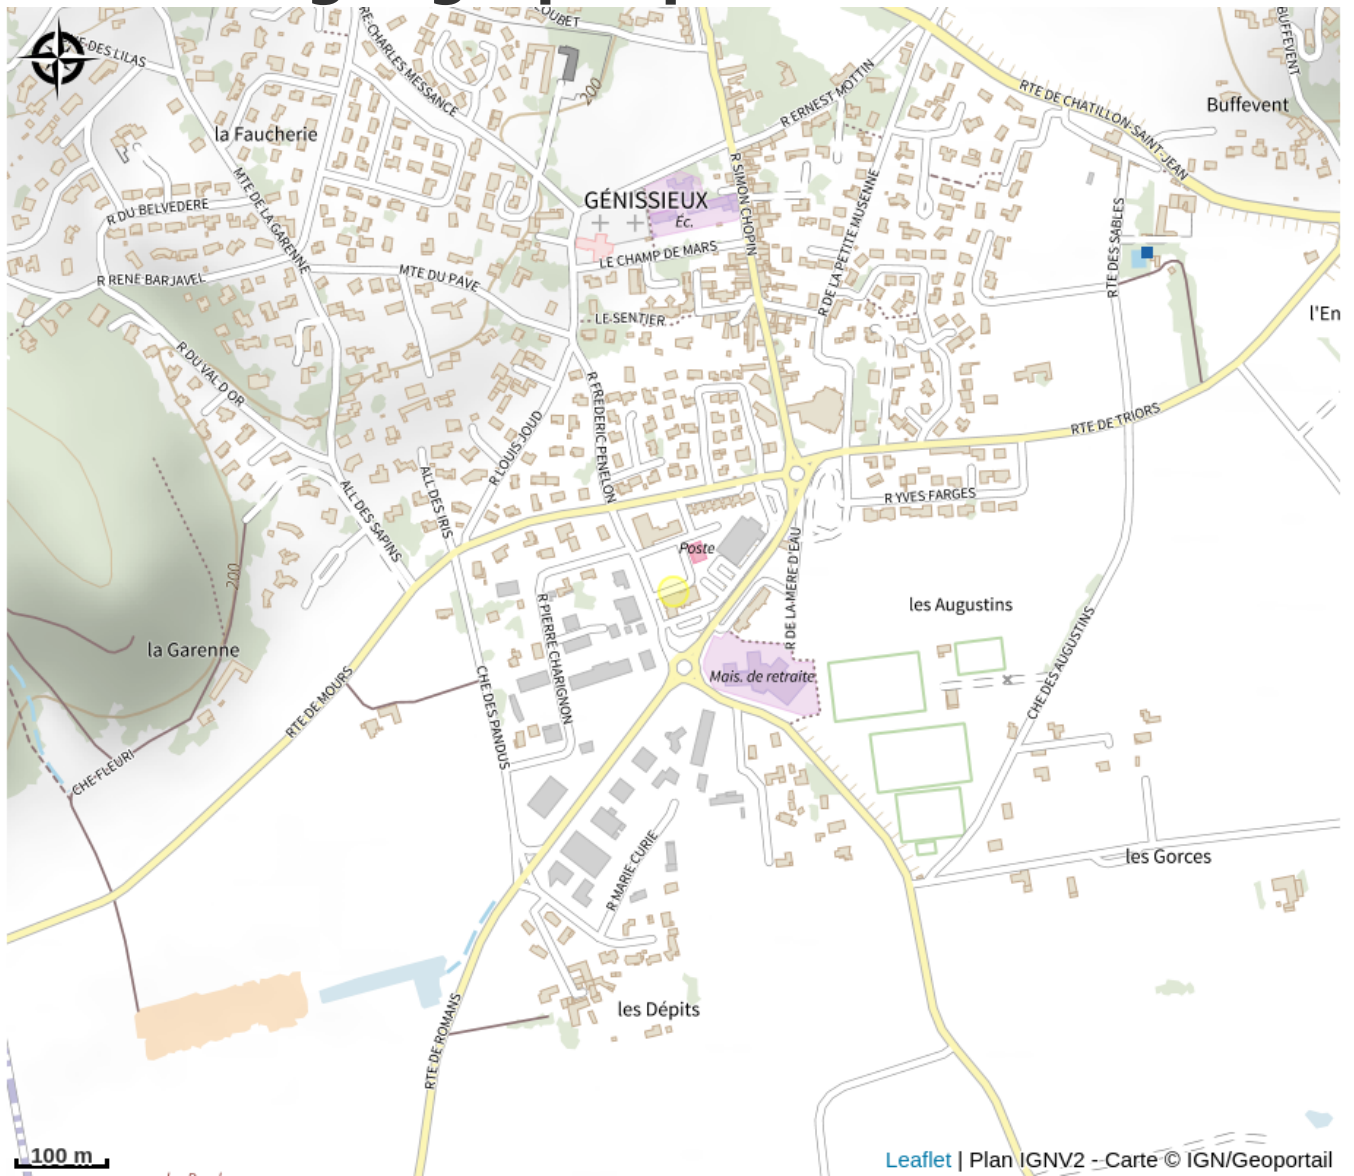 LOUBET
RE-CHARLES MESSANCE
BUFFEVENT
DES LILAS
200
RTE DE CHATILLON-SAINT-JEAN
Buffevent
R ERNEST MOTTIN
la Faucherie
R SIMON CHOPIN
MTE DE LA GARENNE
R DE LA PETITE MUSENNE
GÉNISSIEUX
Éc.
R DU BELVEDERE
RTE DES SABLES
LE CHAMP DE MARS
R RENE BARJAVEL
MTE DU PAVE
l'En
LE SENTIER
R DU VAL D'OR
R FREDERIC PENELON
RTE DE TRIORS
R LOUIS JOUD
ALL DES IRIS
ALL DES SAPINS
R YVES FARGES
Poste
R DE LA MERE D'EAU
200
les Augustins
R PIERRE CHARIGNON
CHE DES AUGUSTINS
la Garenne
Mais. de retraite
RTE DE MOURS
CHE DES PANDUS
CHE FLEURI
les Gorces
R MARIE CURIE
les Dépits
RTE DE ROMANS
100 m
Leaflet | Plan IGNV2 - Carte © IGN/Geoportail